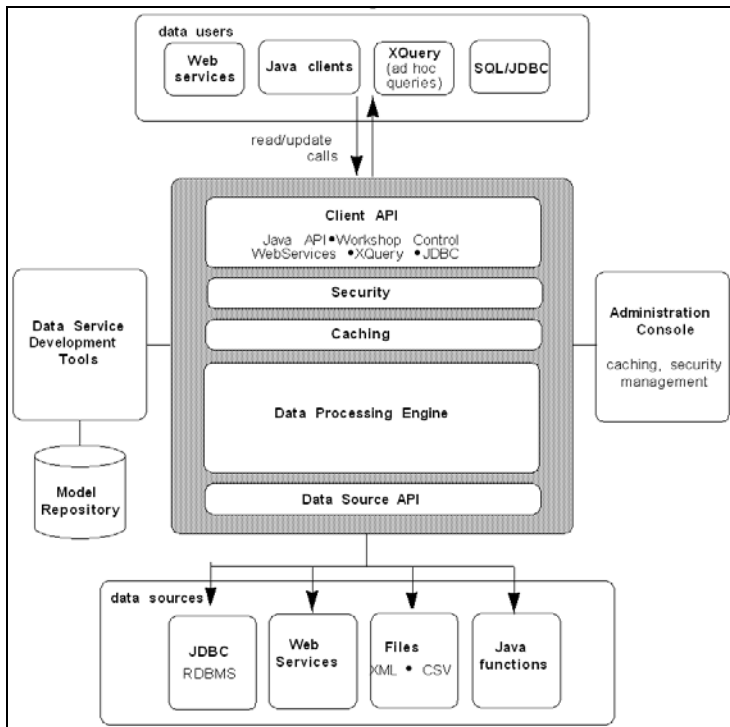 data users
Web
services
Java clients
XQuery
(ad hoc
queries)
SQL/JDBC
read/update
calls
Client API
Java API•Workshop Control
WebServices •XQuery •JDBC
Security
Caching
Data Processing Engine
Data Source API
Data Service
Development
Tools
Model
Repository
Administration
Console
caching, security
management
data sources
JDBC
RDBMS
Web
Services
Files
XML • CSV
Java
functions